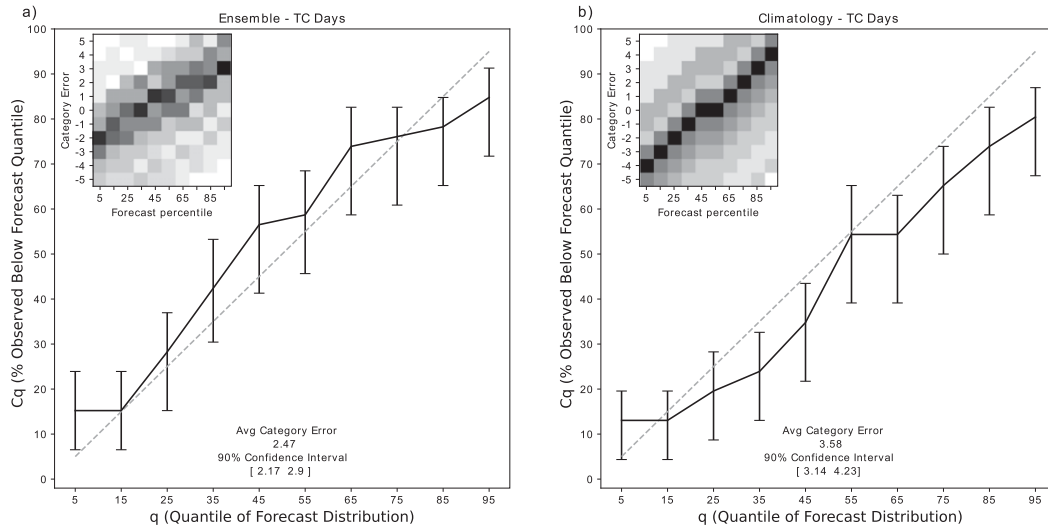 a)
Ensemble - TC Days
Cq (% Observed Below Forecast Quantile)
100
90
80
70
60
50
40
30
20
10
0
Category Error
5
4
3
2
1
0
-1
-2
-3
-4
-5
5 25 45 65 85
Forecast percentile
Avg Category Error
2.47
90% Confidence Interval
[ 2.17 2.9 ]
5 15 25 35 45 55 65 75 85 95
q (Quantile of Forecast Distribution)
b)
Climatology - TC Days
Cq (% Observed Below Forecast Quantile)
100
90
80
70
60
50
40
30
20
10
0
Category Error
5
4
3
2
1
0
-1
-2
-3
-4
-5
5 25 45 65 85
Forecast percentile
Avg Category Error
3.58
90% Confidence Interval
[ 3.14 4.23]
5 15 25 35 45 55 65 75 85 95
q (Quantile of Forecast Distribution)